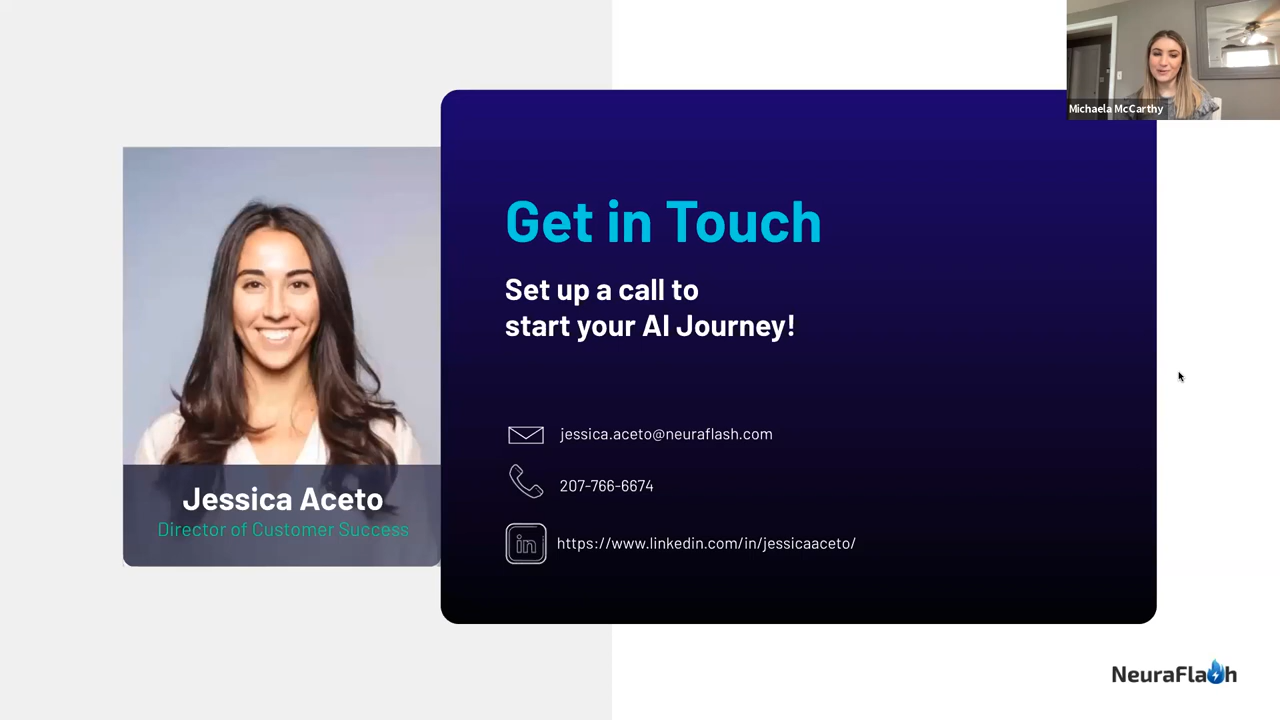 Michaela McCarthy
Get in Touch
Set up a call to
start your AI Journey!
jessica.aceto@neuraflash.com
207-766-6674
in
https://www.linkedin.com/in/jessicaaceto/
Jessica Aceto
Director of Customer Success
NeuraFlash